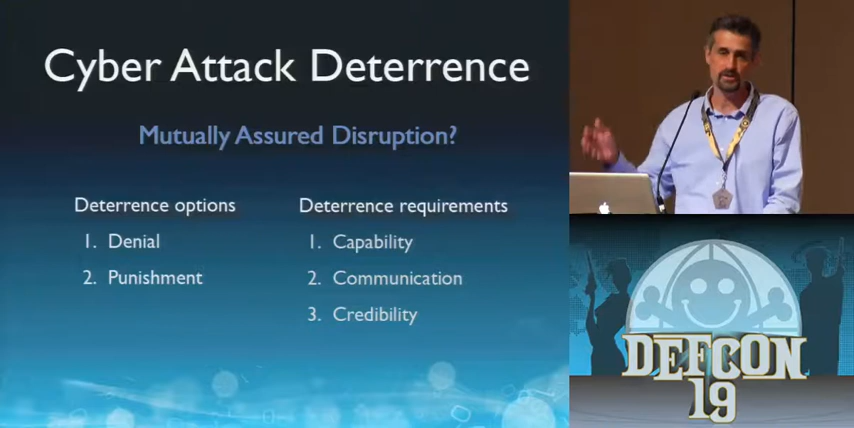 Cyber Attack Deterrence
Mutually Assured Disruption?
Deterrence options
1. Denial
2. Punishment
Deterrence requirements
1. Capability
2. Communication
3. Credibility
DEFCON
19